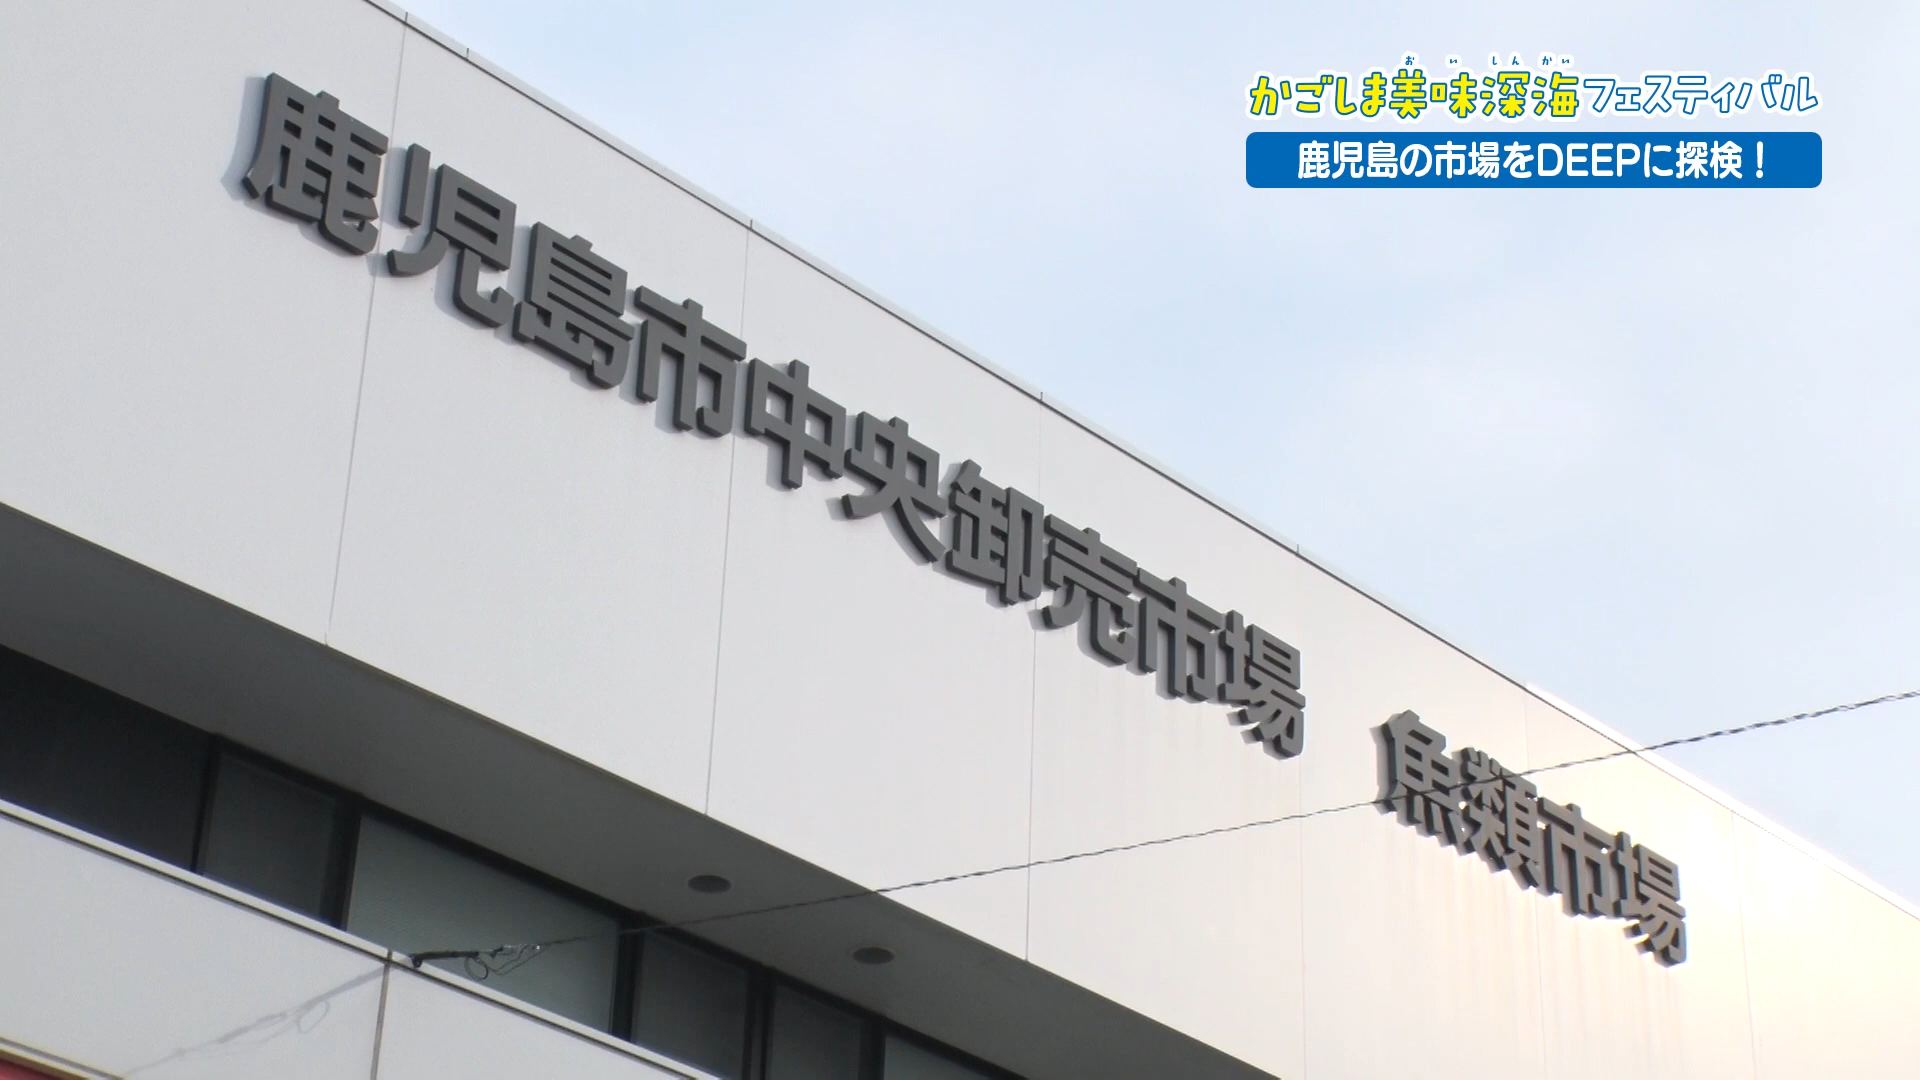 おいしんかい
かごしま美味深海フェスティバル
鹿児島の市場をDEEPに探検！
鹿児島市中央卸売市場 魚類市場